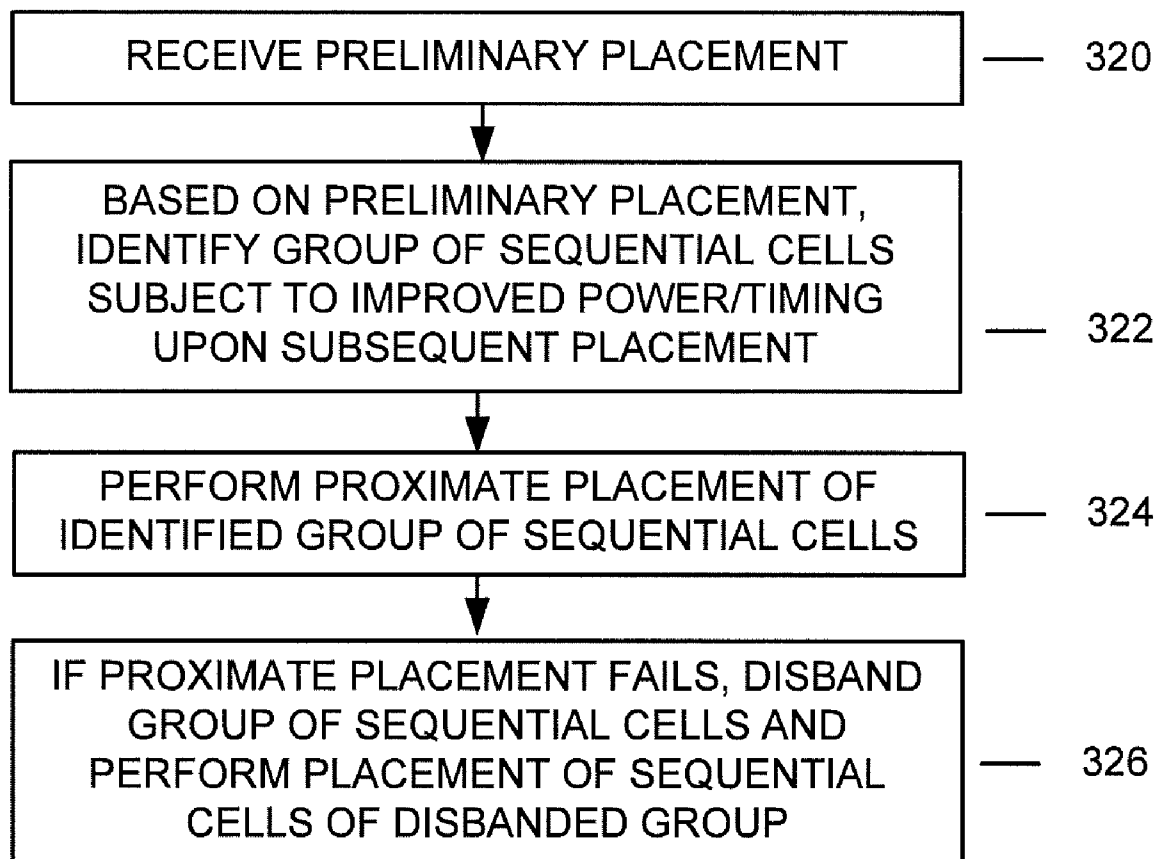 RECEIVE PRELIMINARY PLACEMENT
320
BASED ON PRELIMINARY PLACEMENT,
IDENTIFY GROUP OF SEQUENTIAL CELLS
SUBJECT TO IMPROVED POWER/TIMING
UPON SUBSEQUENT PLACEMENT
322
PERFORM PROXIMATE PLACEMENT OF
IDENTIFIED GROUP OF SEQUENTIAL CELLS
324
IF PROXIMATE PLACEMENT FAILS, DISBAND
GROUP OF SEQUENTIAL CELLS AND
PERFORM PLACEMENT OF SEQUENTIAL
CELLS OF DISBANDED GROUP
326